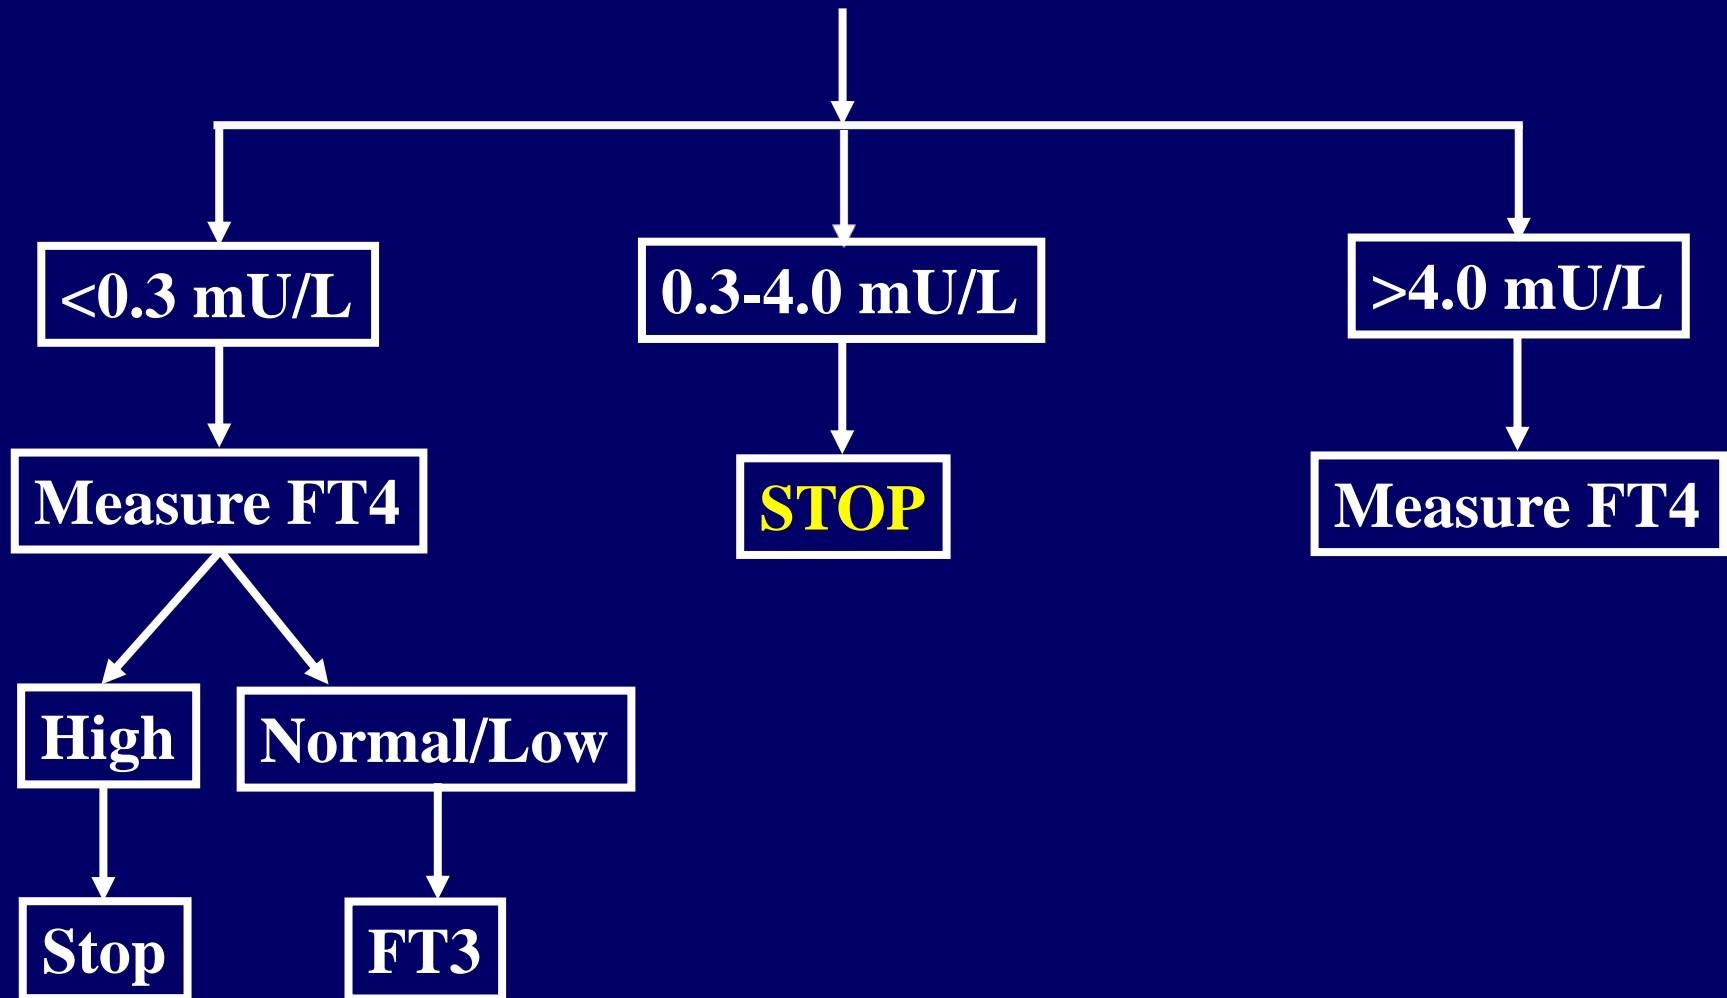 <0.3 mU/L
0.3-4.0 mU/L
>4.0 mU/L
Measure FT4
STOP
Measure FT4
High
Normal/Low
Stop
FT3